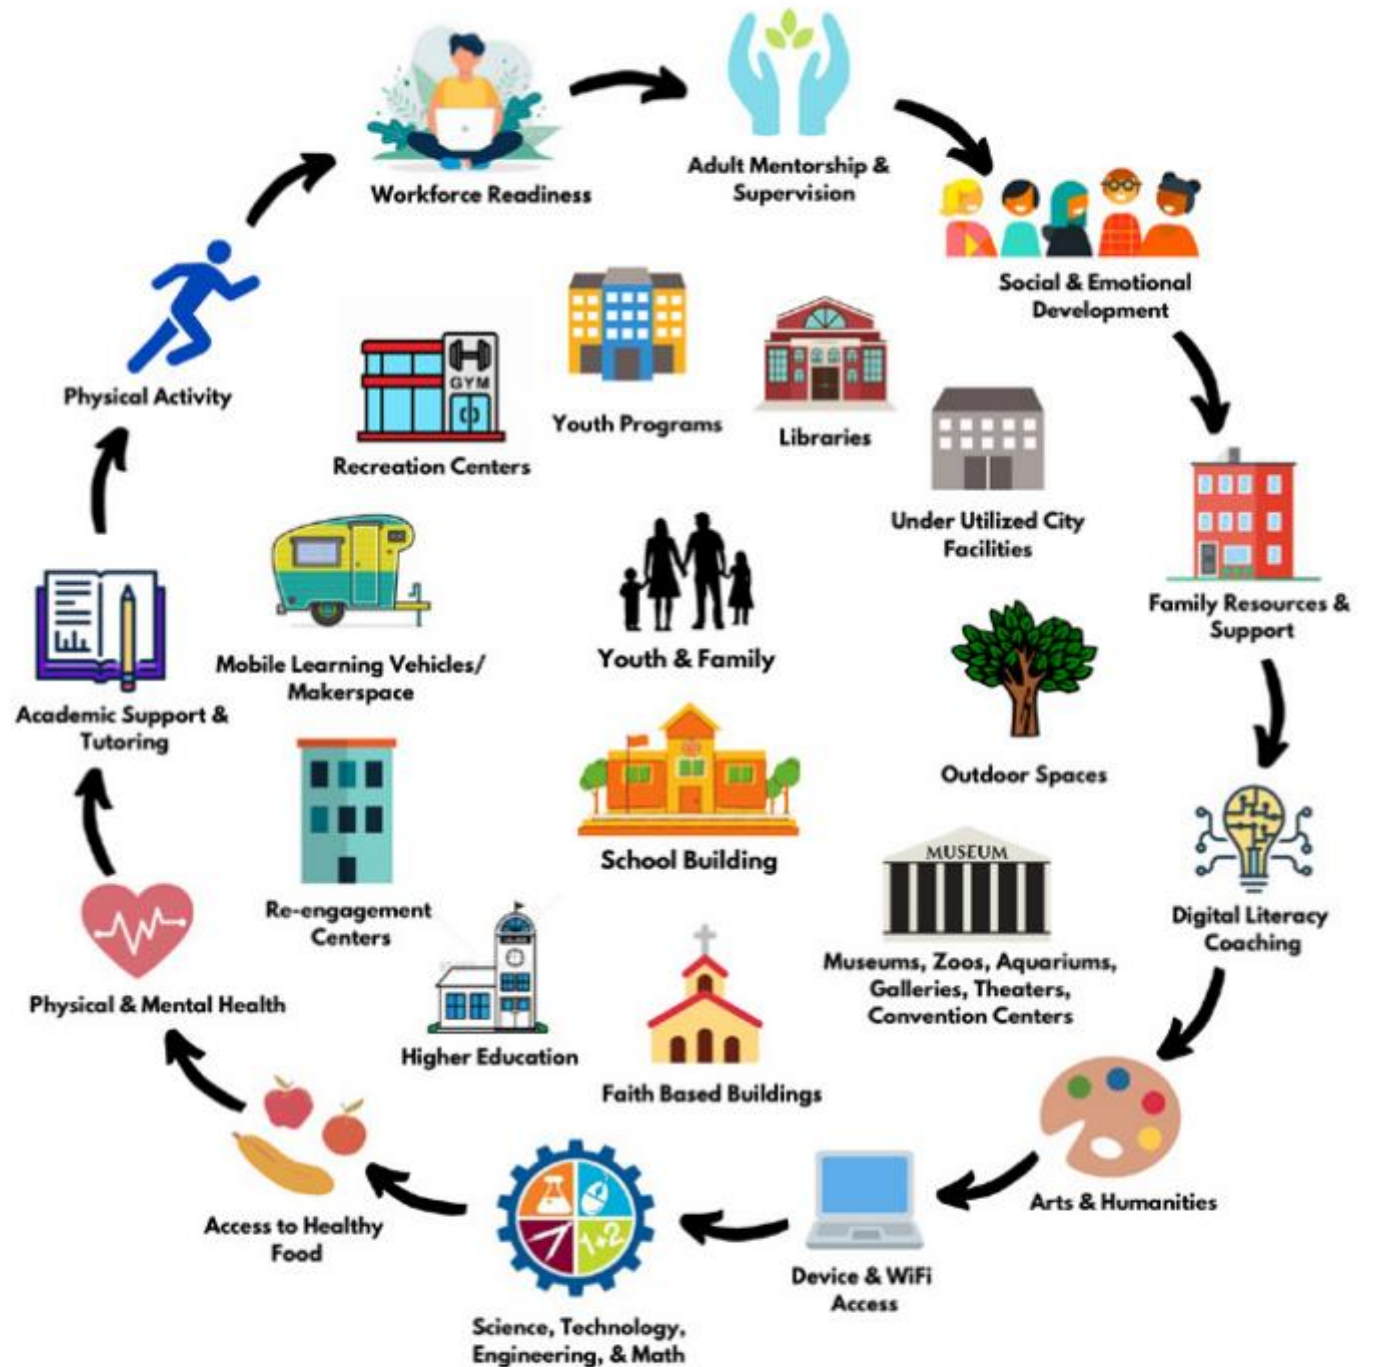 Workforce Readiness
Adult Mentorship &
Supervision
Social & Emotional
Development
Physical Activity
GYM
Recreation Centers
Youth Programs
Libraries
Under Utilized City
Facilities
Family Resources &
Support
Mobile Learning Vehicles/
Makerspace
Youth & Family
Academic Support &
Tutoring
Outdoor Spaces
School Building
MUSEUM
Re-engagement
Centers
Digital Literacy
Coaching
Museums, Zoos, Aquariums,
Galleries, Theaters,
Convention Centers
Physical & Mental Health
Higher Education
Faith Based Buildings
Arts & Humanities
Access to Healthy
Food
1+2
Device & WiFi
Access
Science, Technology,
Engineering, & Math